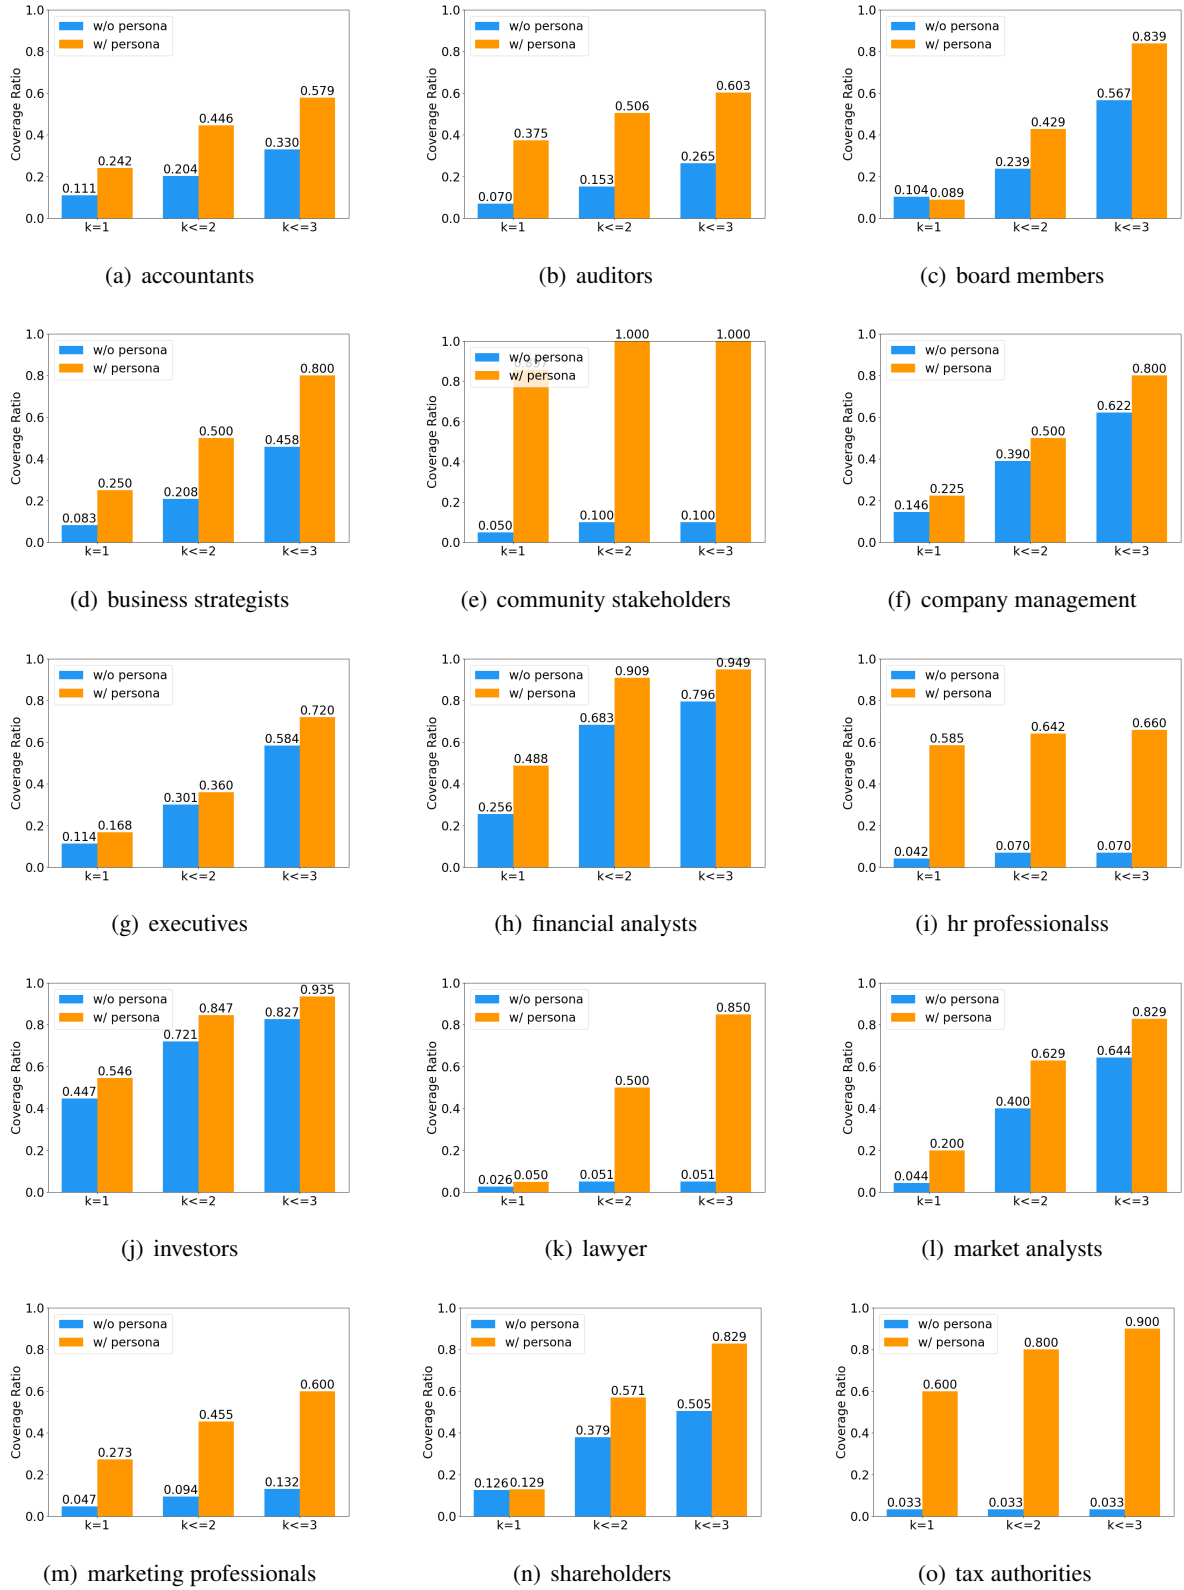 1.0
w/o persona
w/ persona
0.8
Coverage Ratio
0.6
0.579
0.446
0.4
0.330
0.242
0.204
0.2
0.111
0.0
k=1 k<=2 k<=3
(a) accountants
1.0
w/o persona
w/ persona
0.8
Coverage Ratio
0.6
0.603
0.506
0.4
0.375
0.265
0.2
0.153
0.070
0.0
k=1 k<=2 k<=3
(b) auditors
1.0
w/o persona
w/ persona
0.839
0.8
Coverage Ratio
0.6
0.567
0.429
0.4
0.239
0.2
0.104 0.089
0.0
k=1 k<=2 k<=3
(c) board members
1.0
w/o persona
w/ persona
0.8
0.800
Coverage Ratio
0.6
0.500
0.458
0.4
0.250
0.208
0.2
0.083
0.0
k=1 k<=2 k<=3
(d) business strategists
1.0
1.000 1.000
w/o persona
w/ persona
0.8
Coverage Ratio
0.6
0.4
0.2
0.050 0.100 0.100
0.0
k=1 k<=2 k<=3
(e) community stakeholders
1.0
w/o persona
w/ persona
0.8
0.800
Coverage Ratio
0.622
0.6
0.500
0.4
0.390
0.225
0.2
0.146
0.0
k=1 k<=2 k<=3
(f) company management
1.0
w/o persona
w/ persona
0.8
0.720
Coverage Ratio
0.6
0.584
0.4
0.360
0.301
0.2
0.168
0.114
0.0
k=1 k<=2 k<=3
(g) executives
1.0
w/o persona
w/ persona
0.949
0.909
0.8
0.796
0.683
Coverage Ratio
0.6
0.488
0.4
0.256
0.2
0.0
k=1 k<=2 k<=3
(h) financial analysts
1.0
w/o persona
w/ persona
0.8
Coverage Ratio
0.660
0.642
0.6
0.585
0.4
0.2
0.042 0.070 0.070
0.0
k=1 k<=2 k<=3
(i) hr professionalss
1.0
w/o persona
w/ persona
0.935
0.847
0.827
0.8
0.721
Coverage Ratio
0.6
0.546
0.447
0.4
0.2
0.0
k=1 k<=2 k<=3
(j) investors
1.0
w/o persona
w/ persona
0.850
0.8
Coverage Ratio
0.6
0.500
0.4
0.2
0.026 0.050 0.051 0.051
0.0
k=1 k<=2 k<=3
(k) lawyer
1.0
w/o persona
w/ persona
0.829
0.8
Coverage Ratio
0.644
0.629
0.6
0.4
0.400
0.2
0.200
0.044
0.0
k=1 k<=2 k<=3
(l) market analysts
1.0
w/o persona
w/ persona
0.8
Coverage Ratio
0.6
0.600
0.455
0.4
0.273
0.2
0.132
0.094
0.047
0.0
k=1 k<=2 k<=3
(m) marketing professionals
1.0
w/o persona
w/ persona
0.829
0.8
Coverage Ratio
0.6
0.571
0.505
0.4
0.379
0.2
0.126 0.129
0.0
k=1 k<=2 k<=3
(n) shareholders
1.0
w/o persona
w/ persona
0.900
0.8
0.800
Coverage Ratio
0.6
0.600
0.4
0.2
0.033 0.033 0.033
0.0
k=1 k<=2 k<=3
(o) tax authorities